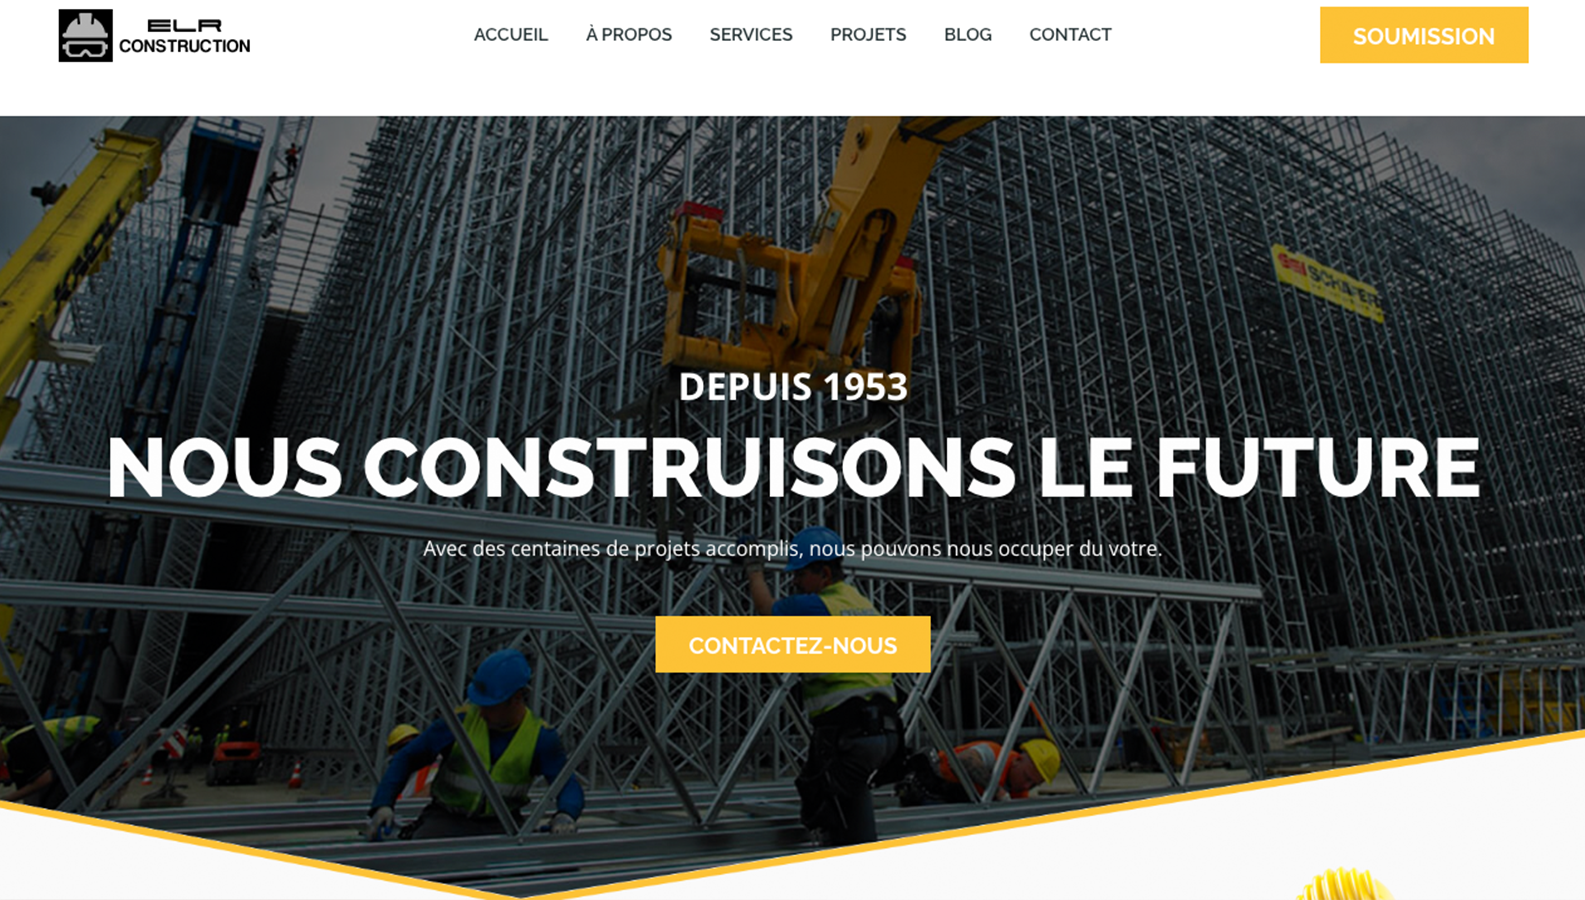 ELR
CONSTRUCTION
ACCUEIL
À PROPOS
SERVICES
PROJETS
BLOG
CONTACT
SOUMISSION
SSI SCHÄFER
DEPUIS 1953
NOUS CONSTRUISONS LE FUTURE
Avec des centaines de projets accomplis, nous pouvons nous occuper du votre.
CONTACTEZ-NOUS